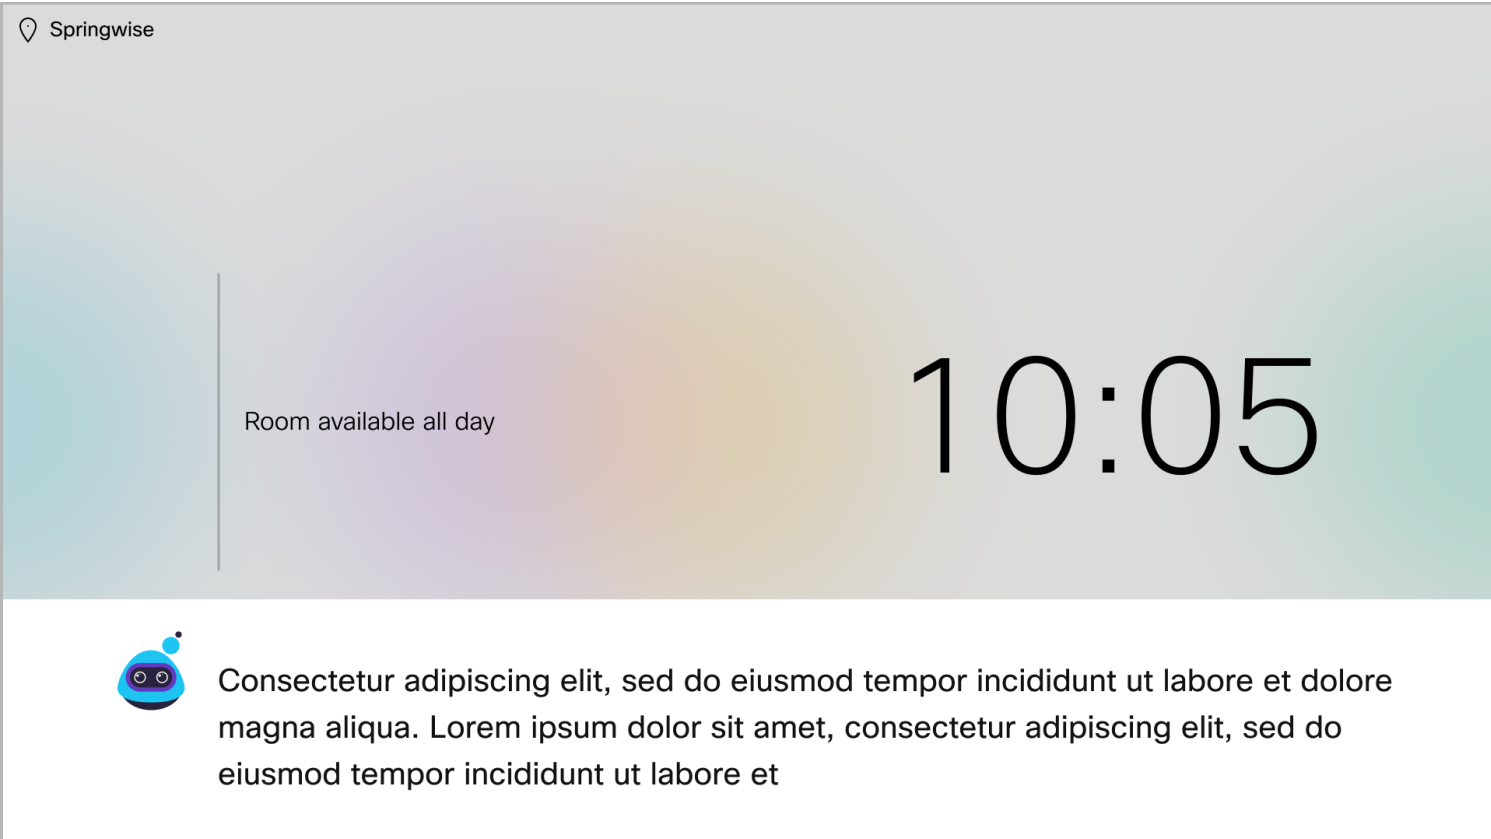 Springwise
Room available all day
10:05
Consectetur adipiscing elit, sed do eiusmod tempor incididunt ut labore et dolore
magna aliqua. Lorem ipsum dolor sit amet, consectetur adipiscing elit, sed do
eiusmod tempor incididunt ut labore et